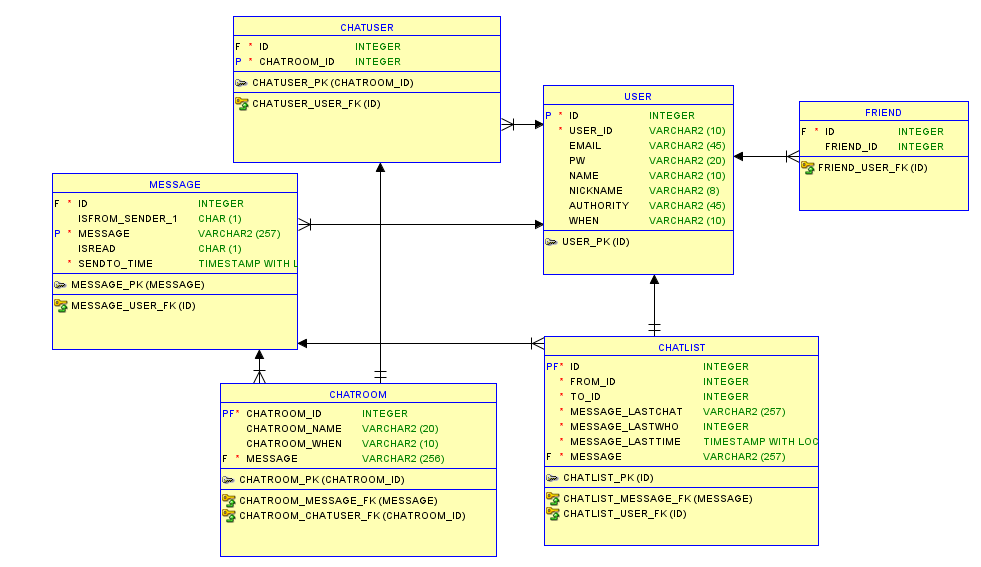 CHATUSER
F * ID INTEGER
P * CHATROOM_ID INTEGER
CHATUSER_PK (CHATROOM_ID)
CHATUSER_USER_FK (ID)
USER
P * ID INTEGER
* USER_ID VARCHAR2 (10)
EMAIL VARCHAR2 (45)
PW VARCHAR2 (20)
NAME VARCHAR2 (10)
NICKNAME VARCHAR2 (8)
AUTHORITY VARCHAR2 (45)
WHEN VARCHAR2 (10)
USER_PK (ID)
FRIEND
F * ID INTEGER
FRIEND_ID INTEGER
FRIEND_USER_FK (ID)
MESSAGE
F * ID INTEGER
ISFROM_SENDER_1 CHAR (1)
P * MESSAGE VARCHAR2 (257)
ISREAD CHAR (1)
* SENDTO_TIME TIMESTAMP WITH L
MESSAGE_PK (MESSAGE)
MESSAGE_USER_FK (ID)
CHATROOM
PF* CHATROOM_ID INTEGER
CHATROOM_NAME VARCHAR2 (20)
CHATROOM_WHEN VARCHAR2 (10)
F * MESSAGE VARCHAR2 (256)
CHATROOM_PK (CHATROOM_ID)
CHATROOM_MESSAGE_FK (MESSAGE)
CHATROOM_CHATUSER_FK (CHATROOM_ID)
CHATLIST
PF* ID INTEGER
* FROM_ID INTEGER
* TO_ID INTEGER
* MESSAGE_LASTCHAT VARCHAR2 (257)
* MESSAGE_LASTWHO INTEGER
* MESSAGE_LASTTIME TIMESTAMP WITH LOC
F * MESSAGE VARCHAR2 (257)
CHATLIST_PK (ID)
CHATLIST_MESSAGE_FK (MESSAGE)
CHATLIST_USER_FK (ID)